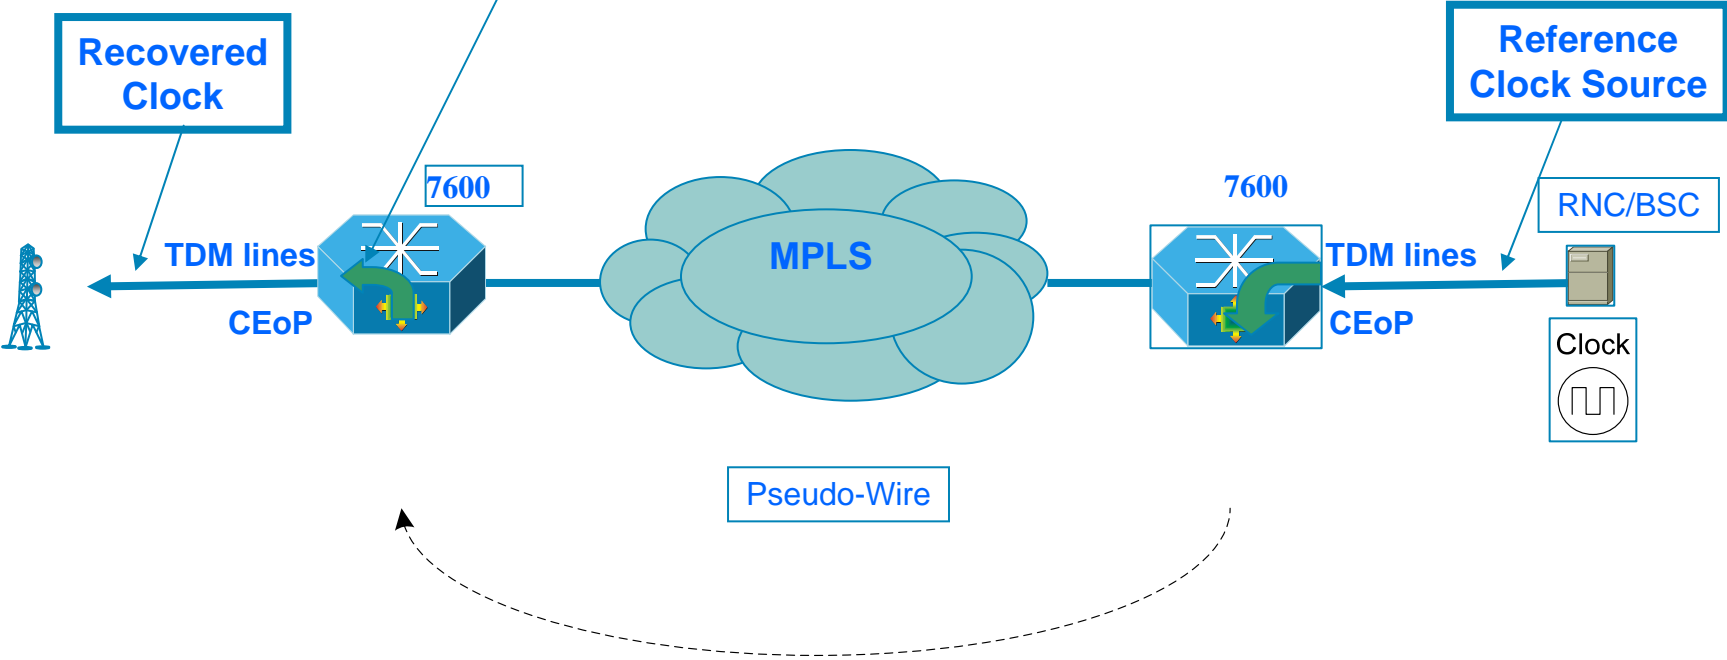 Recovered
Clock
Reference
Clock Source
7600
7600
RNC/BSC
TDM lines
MPLS
TDM lines
CEoP
CEoP
Clock
Pseudo-Wire